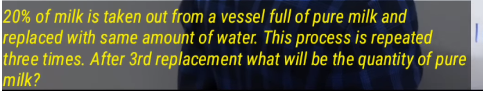 20% of milk is taken out from a vessel full of pure milk and
replaced with same amount of water. This process is repeated
three times. After 3rd replacement what will be the quantity of pure
milk?